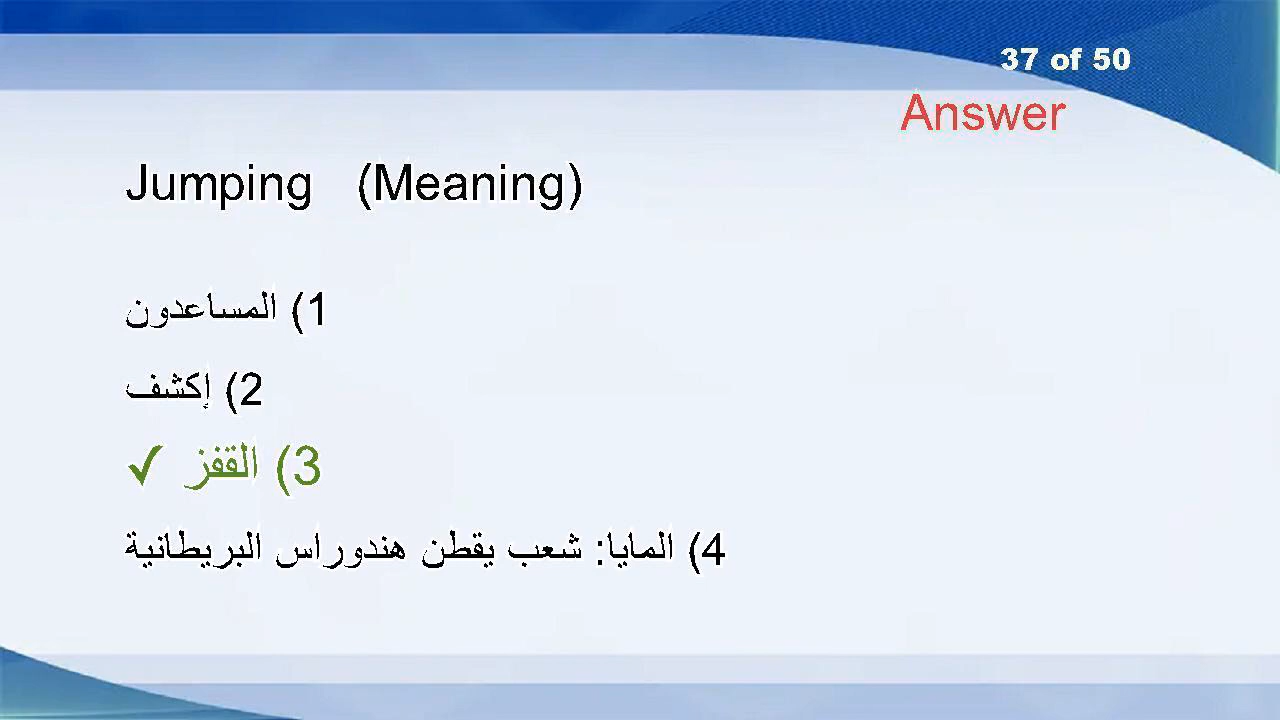 37 of 50
Answer
Jumping (Meaning)
1) المساعدون
2) إكشف
3) القفز ✓
4) المايا: شعب يقطن هندوراس البريطانية